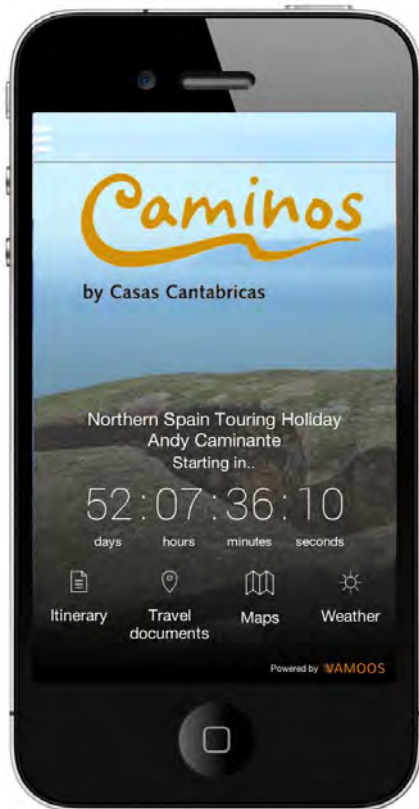 Caminos
by Casas Cantabricas
Northern Spain Touring Holiday
Andy Caminante
Starting in..
52:07:36:10
days hours minutes seconds
Itinerary Travel documents Maps Weather
Powered by VAMOOS